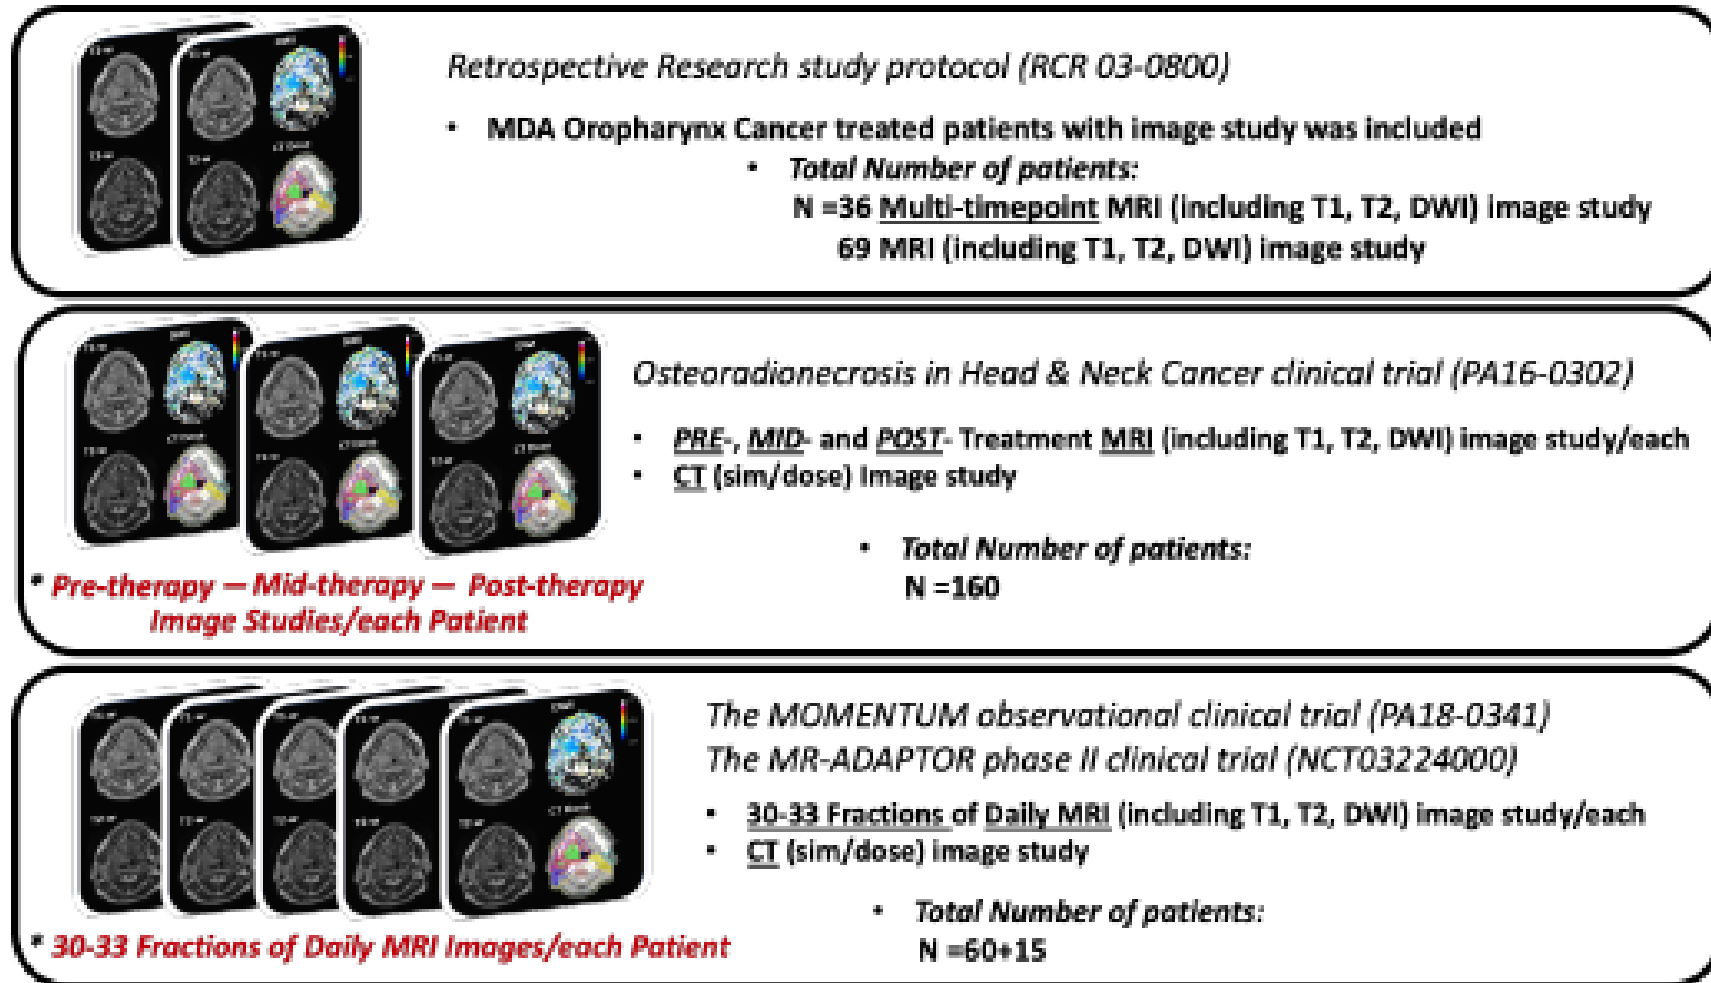 Retrospective Research study protocol (RCR 03-0800)
• MDA Oropharynx Cancer treated patients with image study was included
• Total Number of patients:
N =36 Multi-timepoint MRI (including T1, T2, DWI) image study
69 MRI (including T1, T2, DWI) image study
Osteoradionecrosis in Head & Neck Cancer clinical trial (PA16-0302)
• PRE-, MID- and POST- Treatment MRI (including T1, T2, DWI) image study/each
• CT (sim/dose) Image study
• Total Number of patients:
N =160
* Pre-therapy — Mid-therapy — Post-therapy
Image Studies/each Patient
The MOMENTUM observational clinical trial (PA18-0341)
The MR-ADAPTOR phase II clinical trial (NCT03224000)
• 30-33 Fractions of Daily MRI (including T1, T2, DWI) image study/each
• CT (sim/dose) image study
• Total Number of patients:
N =60+15
* 30-33 Fractions of Daily MRI Images/each Patient